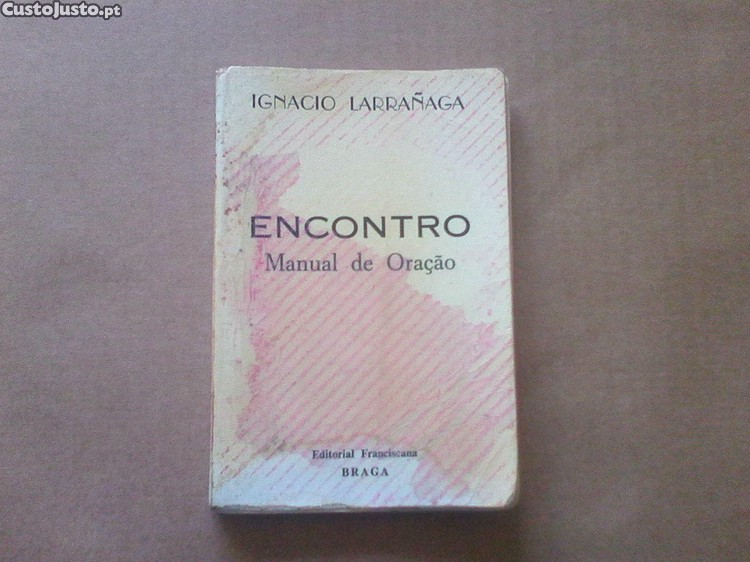 CustoJusto.pt
IGNACIO LARRAÑAGA
ENCONTRO
Manual de Oração
Editorial Franciscana
BRAGA